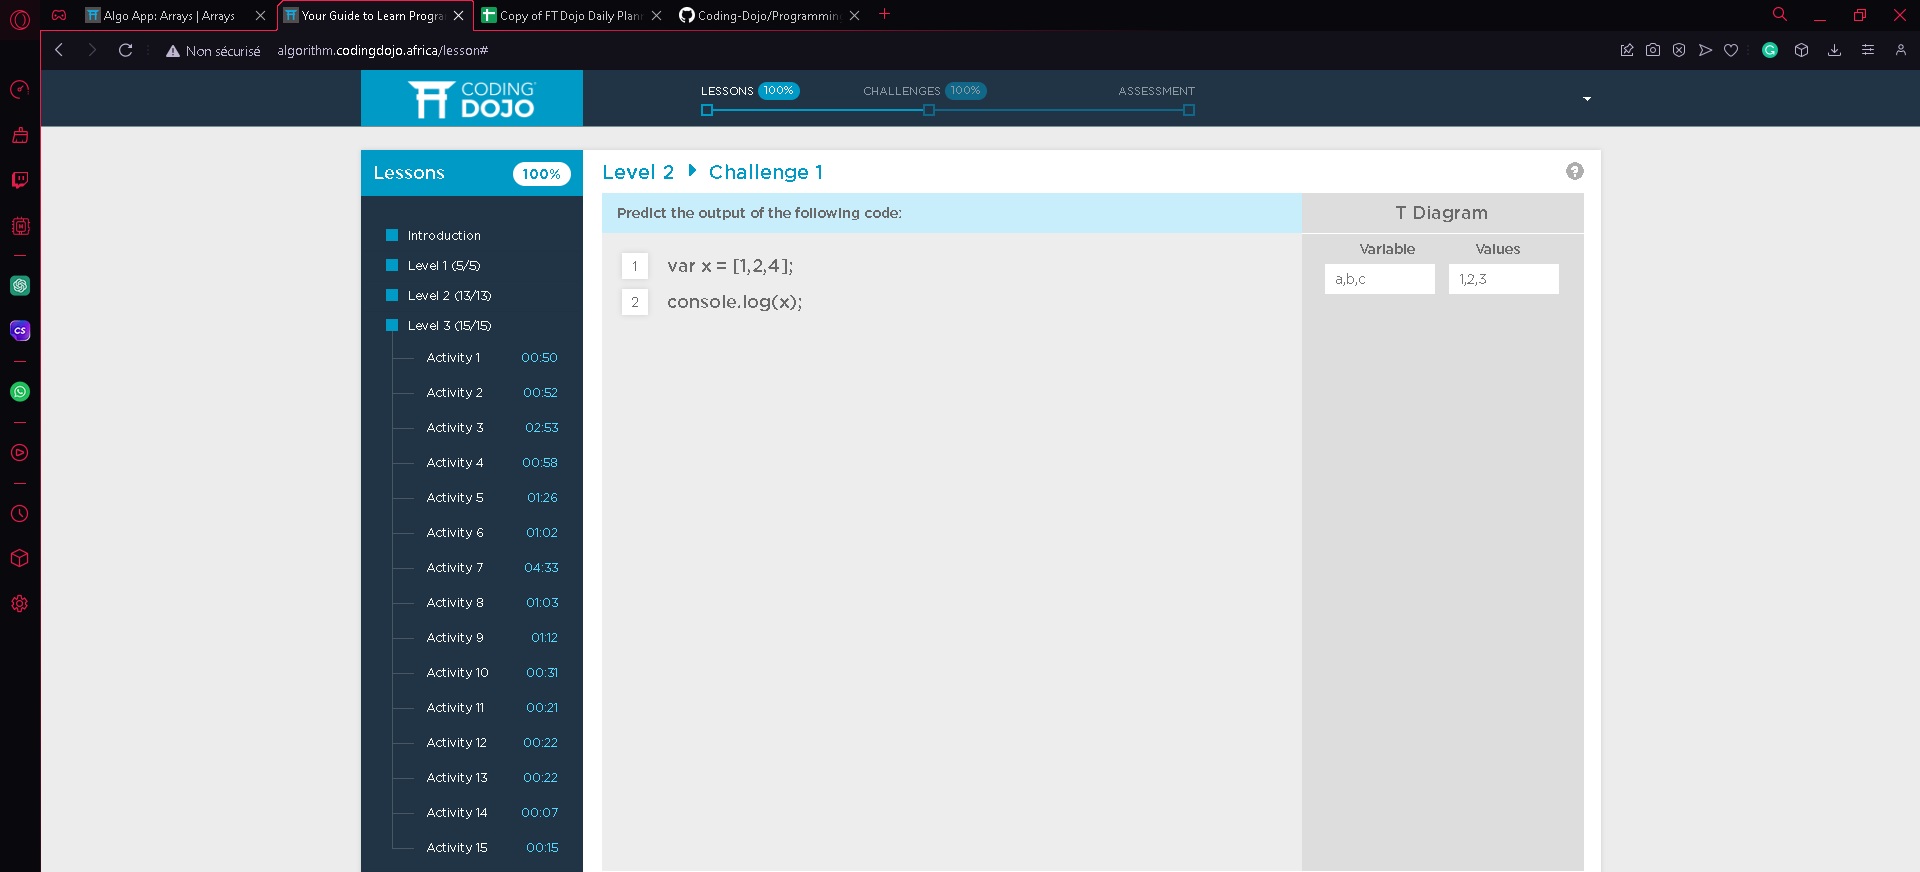 Algo App: Arrays | Arrays
Your Guide to Learn Progra
Copy of FT Dojo Daily Plan
Coding-Dojo/Programmin
Non sécurisé
algorithm.codingdojo.africa/lesson#
CODING
DOJO
LESSONS 100%
CHALLENGES 100%
ASSESSMENT
Lessons 100%
Introduction
Level 1 (5/5)
Level 2 (13/13)
Level 3 (15/15)
Activity 1 00:50
Activity 2 00:52
Activity 3 02:53
Activity 4 00:58
Activity 5 01:26
Activity 6 01:02
Activity 7 04:33
Activity 8 01:03
Activity 9 01:12
Activity 10 00:31
Activity 11 00:21
Activity 12 00:22
Activity 13 00:22
Activity 14 00:07
Activity 15 00:15
Level 2 Challenge 1
?
Predict the output of the following code:
1 var x = [1,2,4];
2 console.log(x);
T Diagram
Variable Values
a,b,c 1,2,3
CS
G